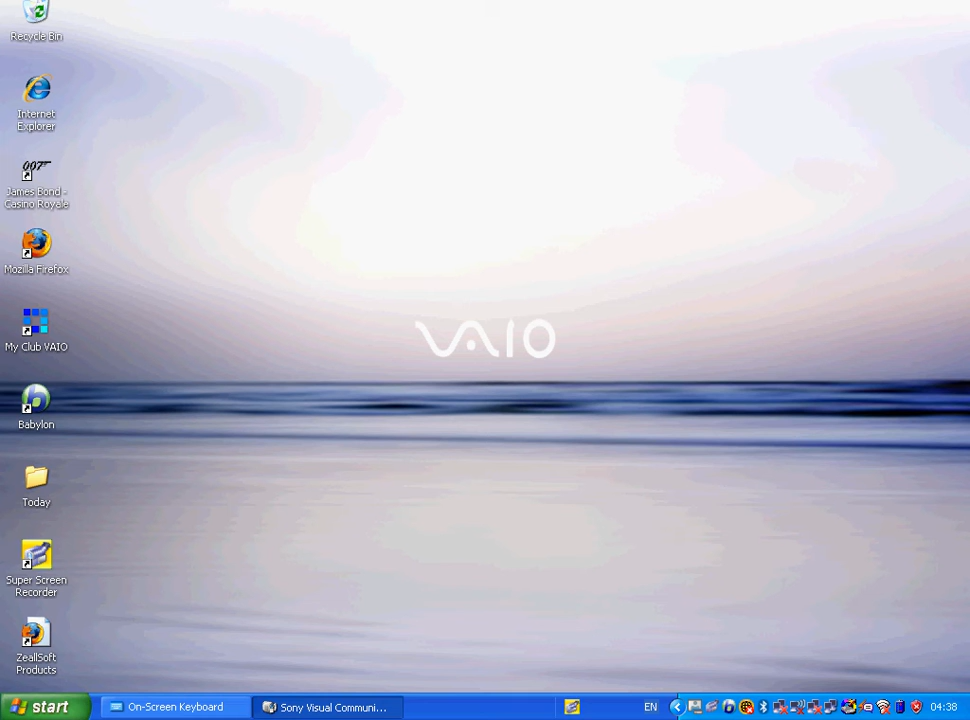 Recycle Bin
Internet
Explorer
007
James Bond -
Casino Royale
Mozilla Firefox
My Club VAIO
VAIO
Babylon
Today
Super Screen
Recorder
ZeallSoft
Products
start
On-Screen Keyboard
Sony Visual Communi...
EN
04:38